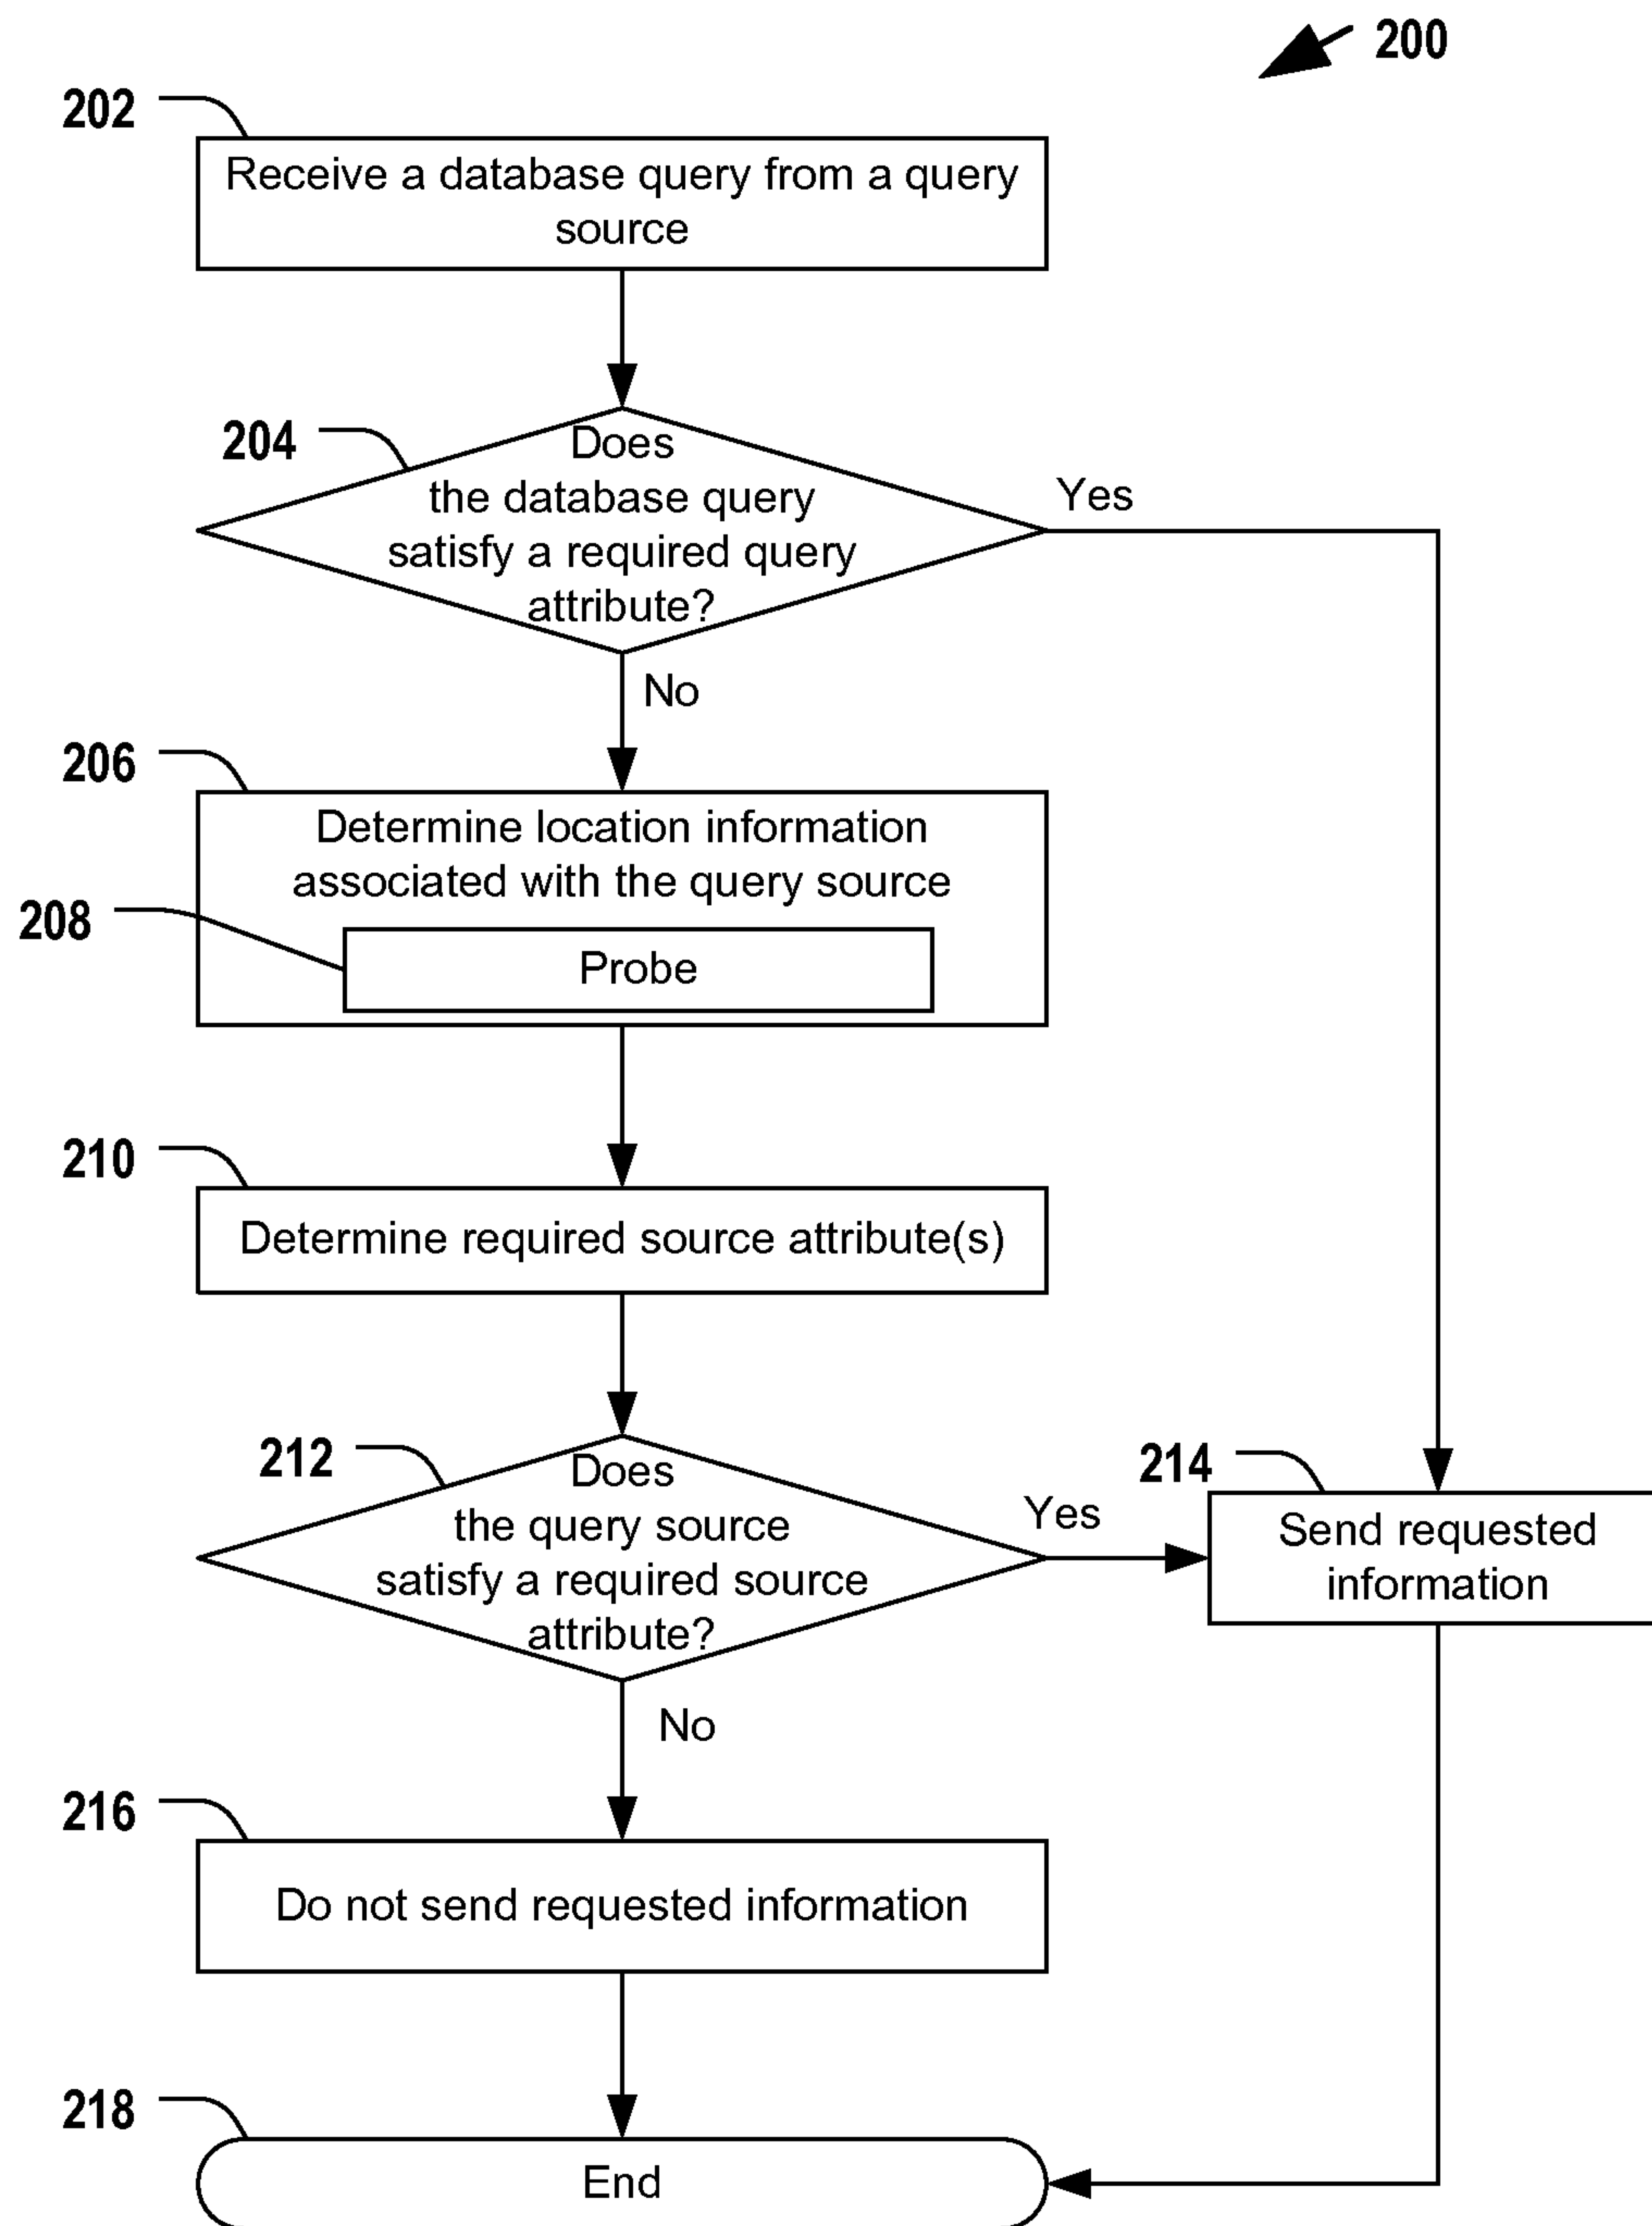 200
202
Receive a database query from a query
source
204
Does
the database query
satisfy a required query
attribute?
Yes
No
206
Determine location information
associated with the query source
208
Probe
210
Determine required source attribute(s)
212
Does
the query source
satisfy a required source
attribute?
Yes
214
Send requested
information
No
216
Do not send requested information
218
End